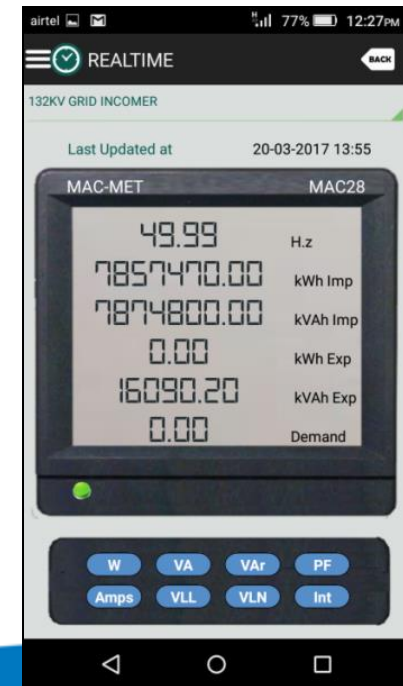 airtel H 77% 12:27PM
REALTIME BACK
132KV GRID INCOMER
Last Updated at 20-03-2017 13:55
MAC-MET MAC28
49.99 H.z
7857470.00 kWh Imp
7874800.00 kVAh Imp
0.00 kWh Exp
16090.20 kVAh Exp
0.00 Demand
W VA VAr PF
Amps VLL VLN Int